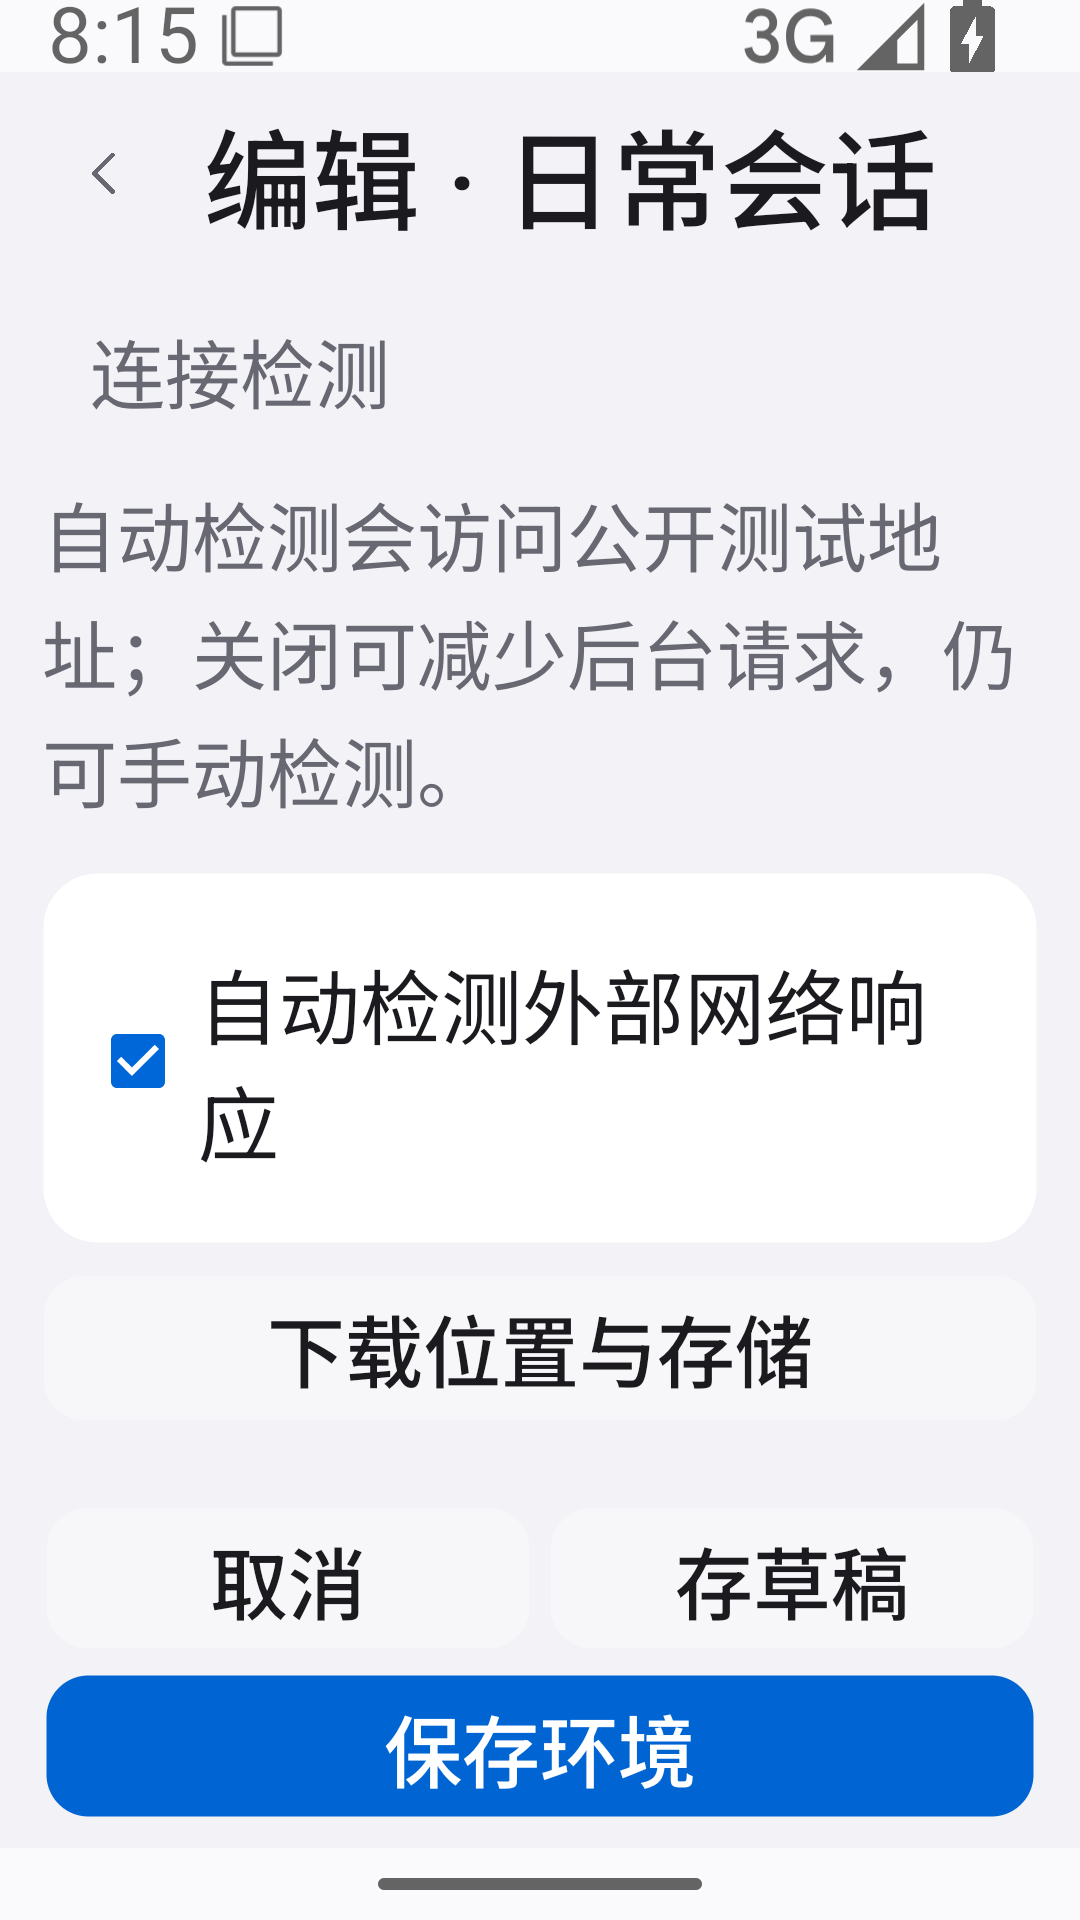 8:15 3G
编辑 · 日常会话
连接检测
自动检测会访问公开测试地
址；关闭可减少后台请求，仍
可手动检测。
自动检测外部网络响
应
下载位置与存储
取消 存草稿
保存环境